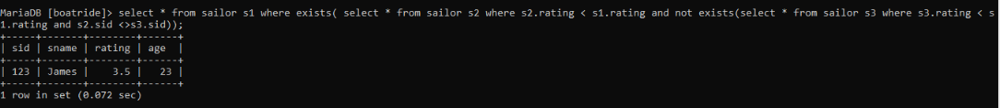 MariaDB [boatride]> select * from sailor s1 where exists( select * from sailor s2 where s2.rating < s1.rating and not exists(select * from sailor s3 where s3.rating < s
1.rating and s2.sid <>s3.sid));
+-----+-------+--------+------+
| sid | sname | rating | age  |
+-----+-------+--------+------+
| 123 | James |    3.5 |   23 |
+-----+-------+--------+------+
1 row in set (0.072 sec)